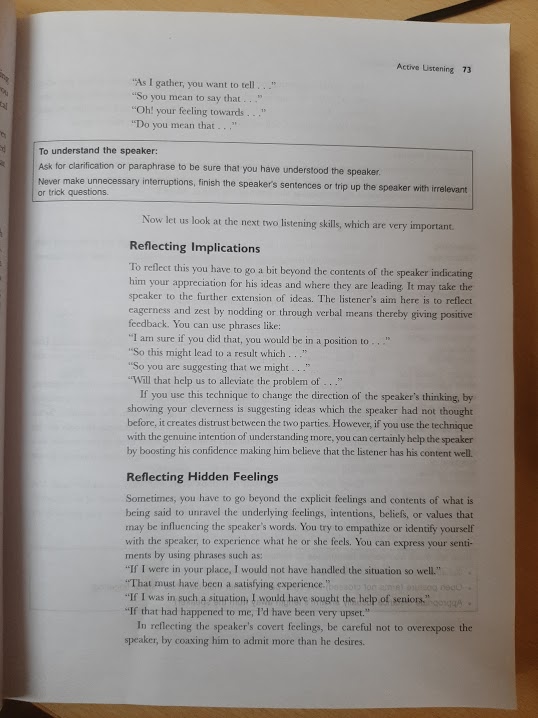 Active Listening 73
"As I gather, you want to tell . . ."
"So you mean to say that . . ."
"Oh! your feeling towards . . ."
"Do you mean that . . ."
To understand the speaker:
Ask for clarification or paraphrase to be sure that you have understood the speaker.
Never make unnecessary interruptions, finish the speaker's sentences or trip up the speaker with irrelevant
or trick questions.
Now let us look at the next two listening skills, which are very important.
Reflecting Implications
To reflect this you have to go a bit beyond the contents of the speaker indicating
him your appreciation for his ideas and where they are leading. It may take the
speaker to the further extension of ideas. The listener's aim here is to reflect
eagerness and zest by nodding or through verbal means thereby giving positive
feedback. You can use phrases like:
"I am sure if you did that, you would be in a position to . . ."
"So this might lead to a result which . . ."
"So you are suggesting that we might . . ."
"Will that help us to alleviate the problem of . . ."
If you use this technique to change the direction of the speaker's thinking, by
showing your cleverness is suggesting ideas which the speaker had not thought
before, it creates distrust between the two parties. However, if you use the technique
with the genuine intention of understanding more, you can certainly help the speaker
by boosting his confidence making him believe that the listener has his content well.
Reflecting Hidden Feelings
Sometimes, you have to go beyond the explicit feelings and contents of what is
being said to unravel the underlying feelings, intentions, beliefs, or values that
may be influencing the speaker's words. You try to empathize or identify yourself
with the speaker, to experience what he or she feels. You can express your senti-
ments by using phrases such as:
"If I were in your place, I would not have handled the situation so well."
"That must have been a satisfying experience."
"If I was in such a situation, I would have sought the help of seniors."
"If that had happened to me, I'd have been very upset."
In reflecting the speaker's covert feelings, be careful not to overexpose the
speaker, by coaxing him to admit more than he desires.